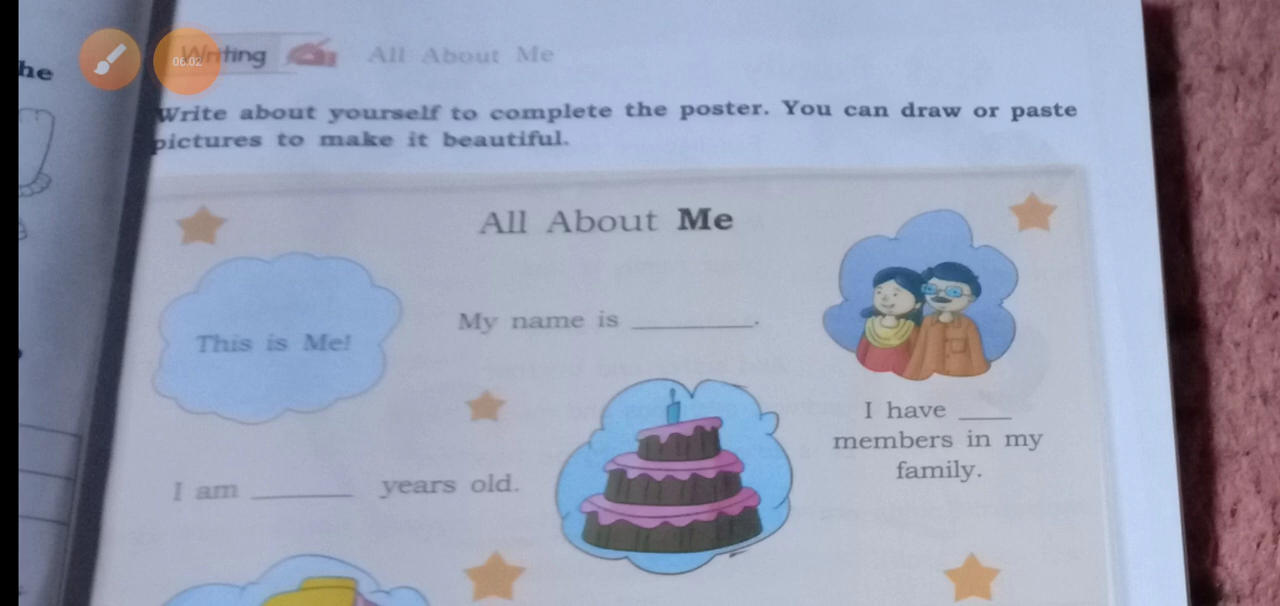 he
Writing All About Me
06:02
Write about yourself to complete the poster. You can draw or paste
pictures to make it beautiful.
All About Me
This is Me!
My name is ________.
I have ____
members in my
family.
I am _______ years old.